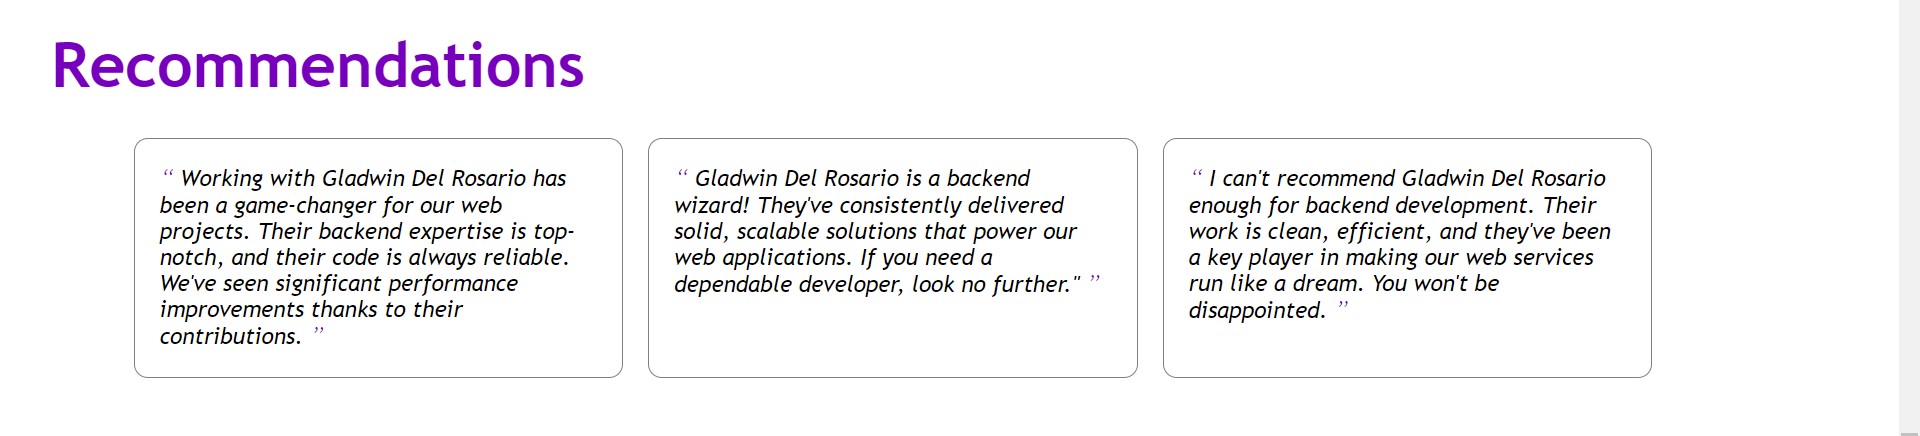 Recommendations
“ Working with Gladwin Del Rosario has
been a game-changer for our web
projects. Their backend expertise is top-
notch, and their code is always reliable.
We've seen significant performance
improvements thanks to their
contributions. ”
“ Gladwin Del Rosario is a backend
wizard! They've consistently delivered
solid, scalable solutions that power our
web applications. If you need a
dependable developer, look no further." ”
“ I can't recommend Gladwin Del Rosario
enough for backend development. Their
work is clean, efficient, and they've been
a key player in making our web services
run like a dream. You won't be
disappointed. ”